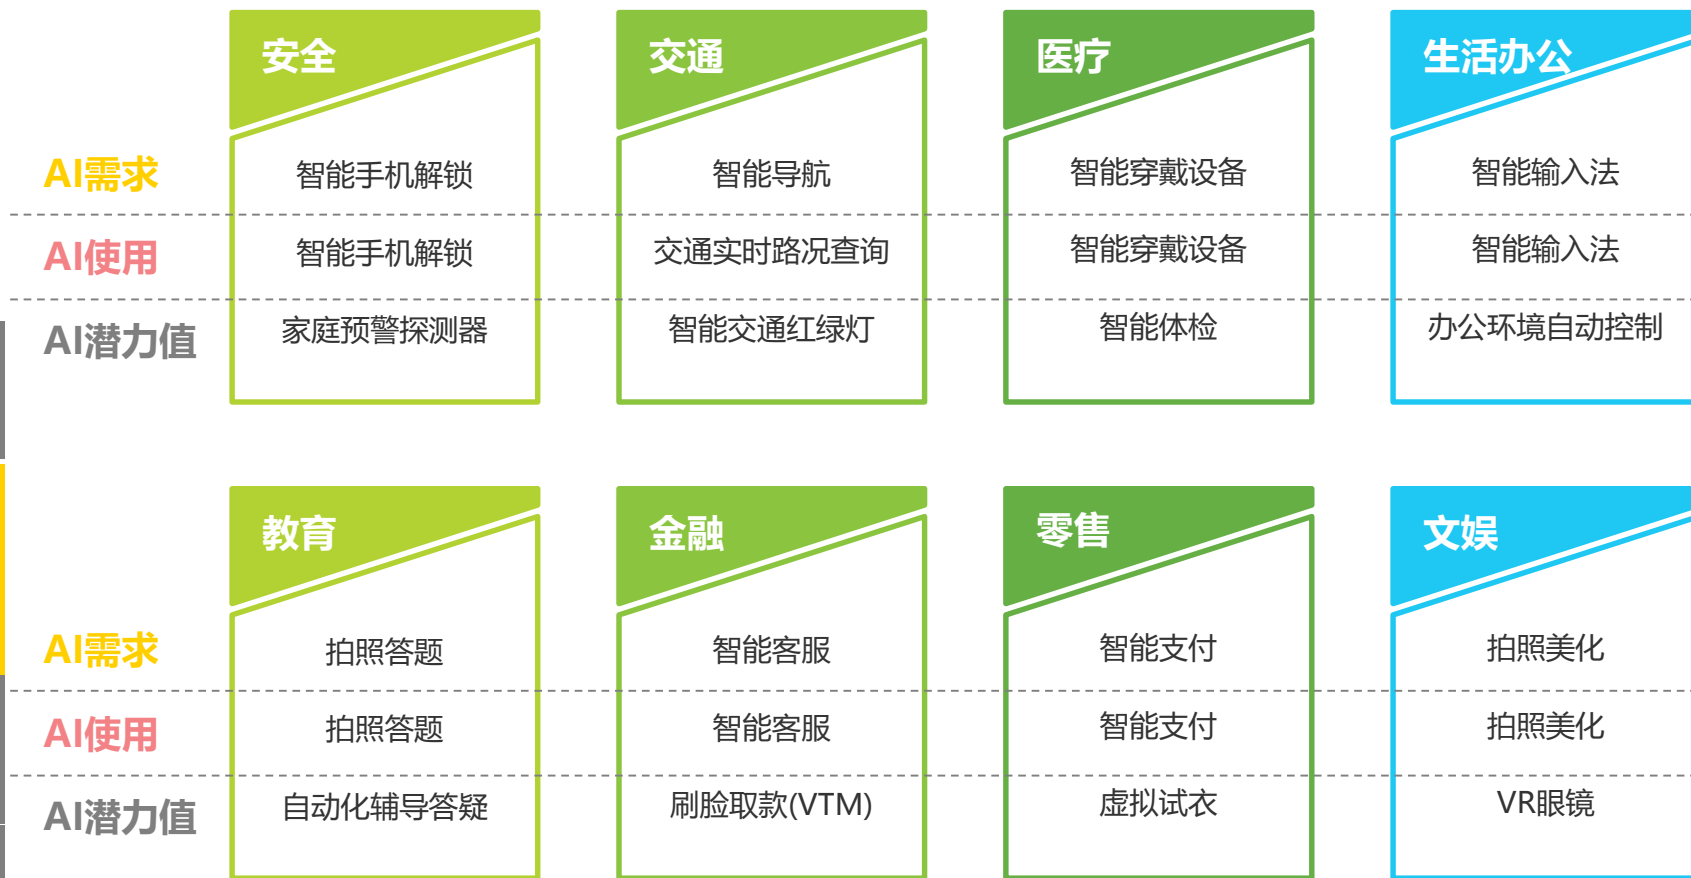 安全 交通 医疗 生活办公
AI需求 智能手机解锁 智能导航 智能穿戴设备 智能输入法
AI使用 智能手机解锁 交通实时路况查询 智能穿戴设备 智能输入法
AI潜力值 家庭预警探测器 智能交通红绿灯 智能体检 办公环境自动控制
教育 金融 零售 文娱
AI需求 拍照答题 智能客服 智能支付 拍照美化
AI使用 拍照答题 智能客服 智能支付 拍照美化
AI潜力值 自动化辅导答疑 刷脸取款(VTM) 虚拟试衣 VR眼镜